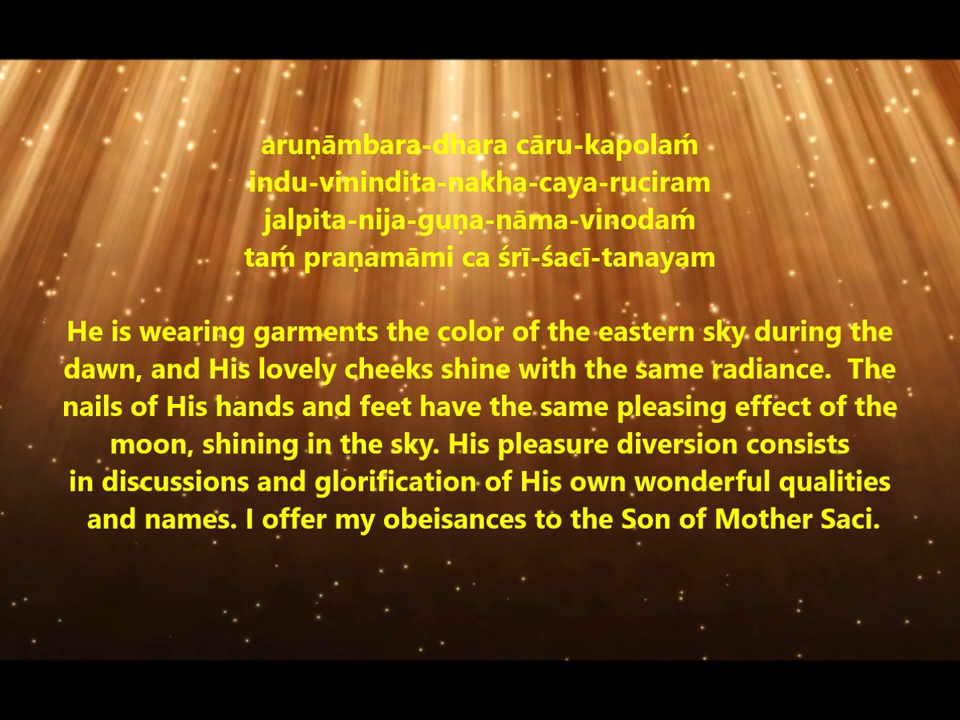 aruṇāmbara-dhara cāru-kapolaḿ
indu-vinindita-nakha-caya-ruciram
jalpita-nija-guṇa-nāma-vinodaḿ
taḿ praṇamāmi ca śrī-śacī-tanayam
He is wearing garments the color of the eastern sky during the
dawn, and His lovely cheeks shine with the same radiance. The
nails of His hands and feet have the same pleasing effect of the
moon, shining in the sky. His pleasure diversion consists
in discussions and glorification of His own wonderful qualities
and names. I offer my obeisances to the Son of Mother Saci.